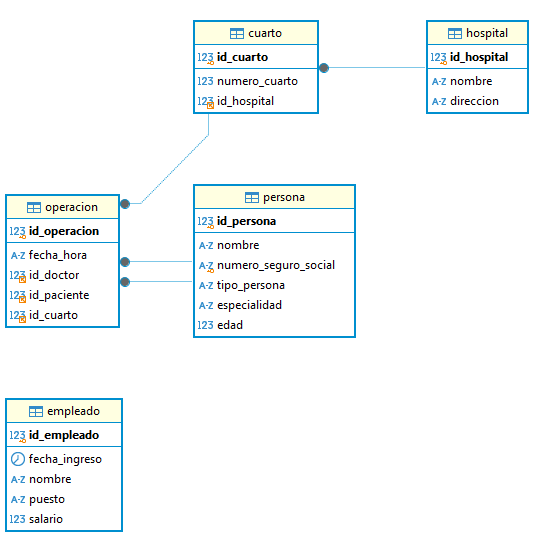 cuarto
123 id_cuarto
123 numero_cuarto
123 id_hospital
hospital
123 id_hospital
A-Z nombre
A-Z direccion
operacion
123 id_operacion
A-Z fecha_hora
123 id_doctor
123 id_paciente
123 id_cuarto
persona
123 id_persona
A-Z nombre
A-Z numero_seguro_social
A-Z tipo_persona
A-Z especialidad
123 edad
empleado
123 id_empleado
fecha_ingreso
A-Z nombre
A-Z puesto
123 salario